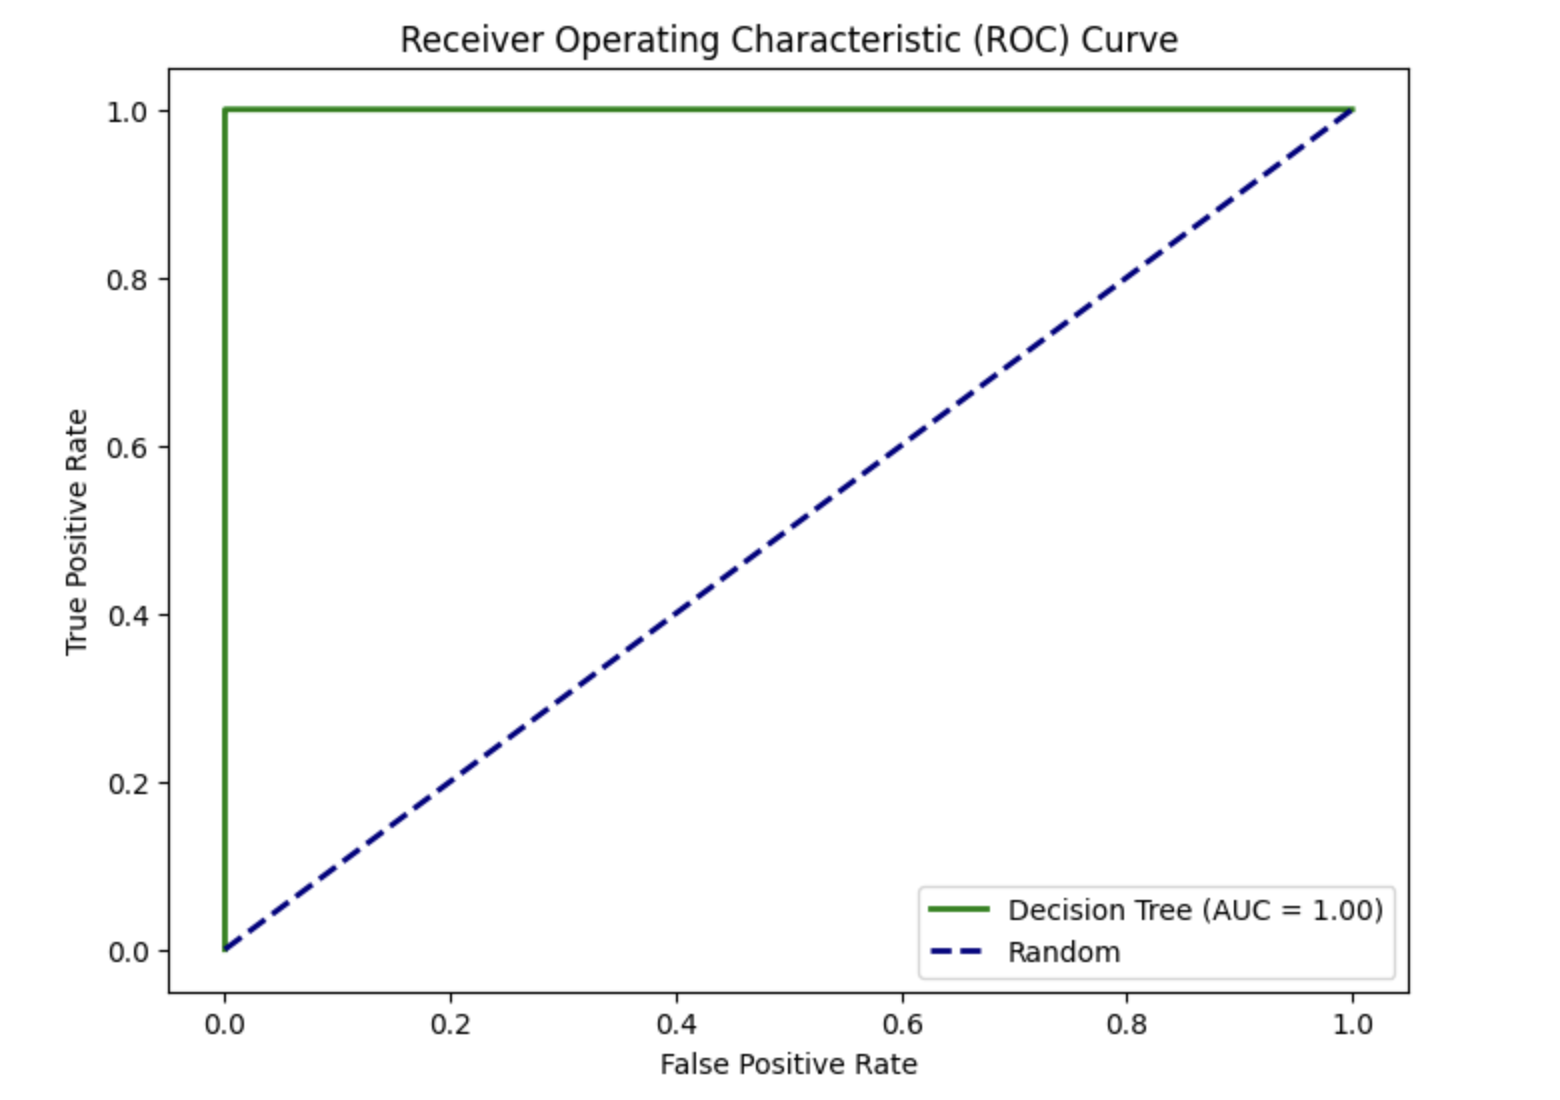 Receiver Operating Characteristic (ROC) Curve
1.0
0.8
0.6
0.4
0.2
0.0
True Positive Rate
Decision Tree (AUC = 1.00)
Random
0.0 0.2 0.4 0.6 0.8 1.0
False Positive Rate